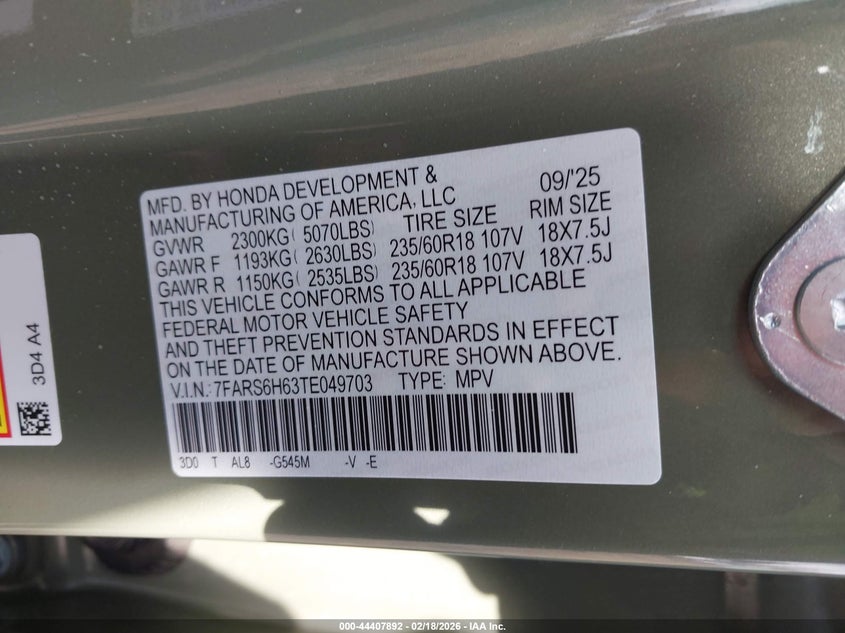 MFD. BY HONDA DEVELOPMENT & 09/'25
MANUFACTURING OF AMERICA, LLC
TIRE SIZE RIM SIZE
GVWR 2300KG( 5070LBS)
GAWR F 1193KG( 2630LBS) 235/60R18 107V 18X7.5J
GAWR R 1150KG( 2535LBS) 235/60R18 107V 18X7.5J
THIS VEHICLE CONFORMS TO ALL APPLICABLE
FEDERAL MOTOR VEHICLE SAFETY
AND THEFT PREVENTION STANDARDS IN EFFECT
ON THE DATE OF MANUFACTURE SHOWN ABOVE.
V.I.N.: 7FARS6H63TE049703 TYPE: MPV
3D0 T AL8 -G545M -V -E
3D4 A4
000-44407892 - 02/18/2026 - IAA Inc.